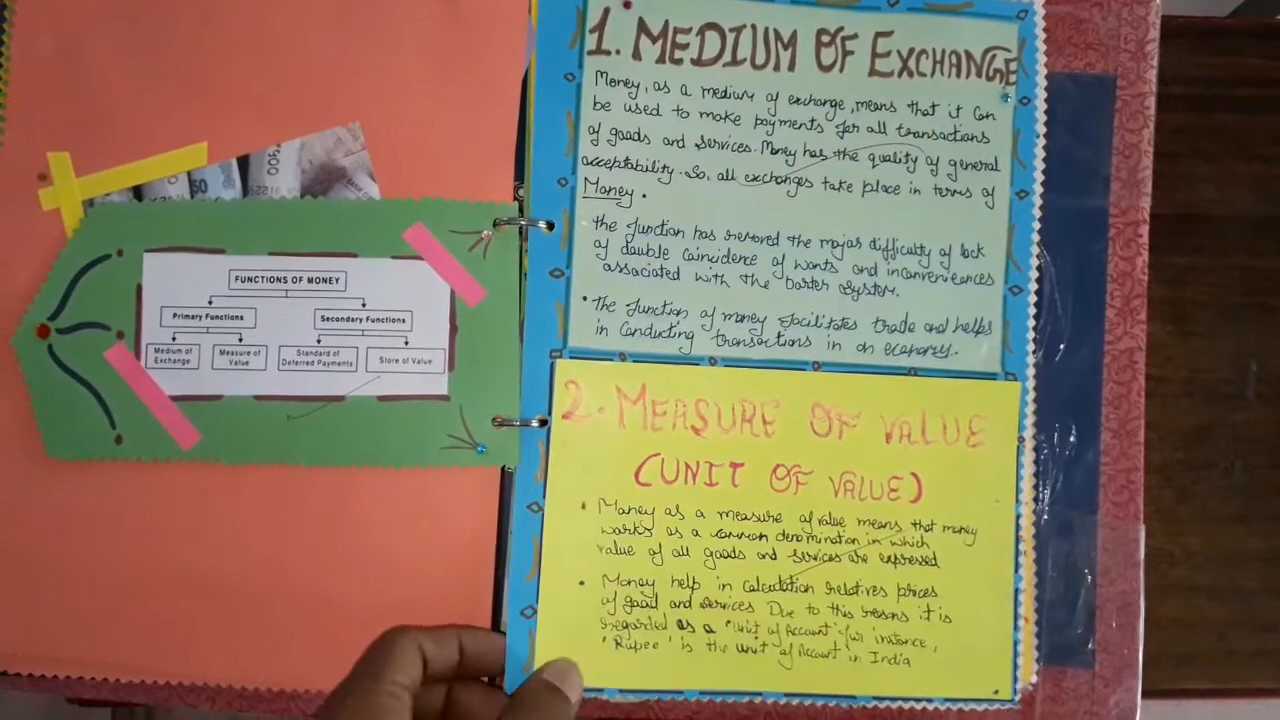 FUNCTIONS OF MONEY
Primary Functions
Secondary Functions
Medium of Exchange
Measure of Value
Standard of Deferred Payments
Store of Value
50
1. MEDIUM OF EXCHANGE
Money, as a medium of exchange, means that it can
be used to make payments for all transactions
of goods and services. Money has the quality of general
acceptability. So, all exchanges take place in terms of
Money.
the function has removed the major difficulty of lack
of double coincidence of wants and inconveniences
associated with the barter system.
• The function of money facilitates trade and helps
in conducting transactions in an economy.
2. MEASURE OF VALUE
(UNIT OF VALUE)
• Money as a measure of value means that money
works as a common denomination in which
value of all goods and services are expressed
• Money help in calculation relatives prices
of good and services Due to this reasons it is
regarded as a "Unit of Account" for instance,
'Rupee' is the unit of Account in India